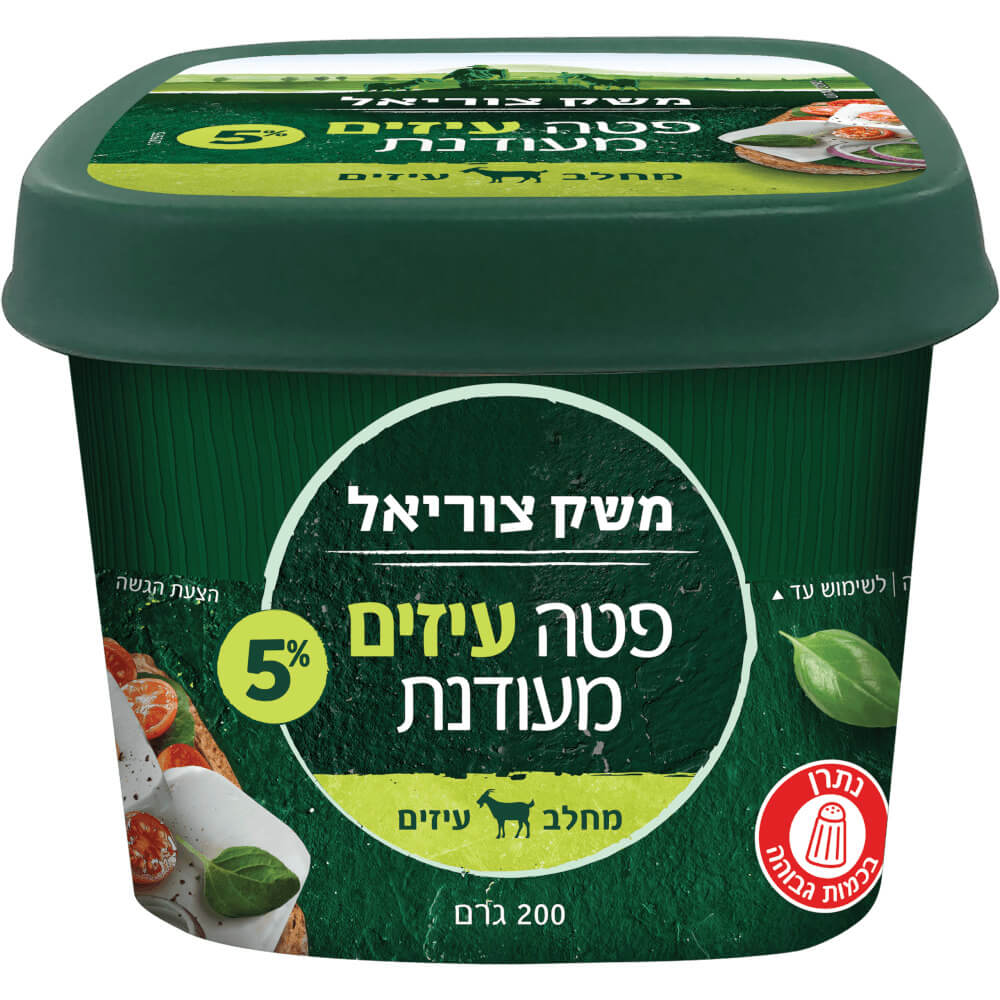 משק צוריאל
פטה עיזים
מעודנת
5%
מחלב עיזים
משק צוריאל
פטה עיזים
מעודנת
5%
מחלב עיזים
200 גרם
הצעת הגשה
לשימוש עד ▲
נתרן
בכמות גבוהה